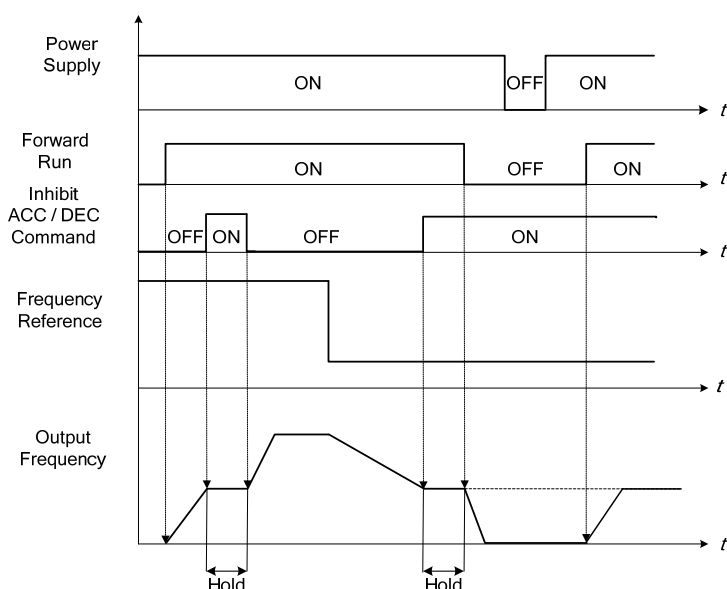 Power
Supply
ON
OFF
ON
t
Forward
Run
ON
OFF
ON
t
Inhibit
ACC / DEC
Command
OFF
ON
OFF
ON
t
Frequency
Reference
t
Output
Frequency
t
Hold
Hold